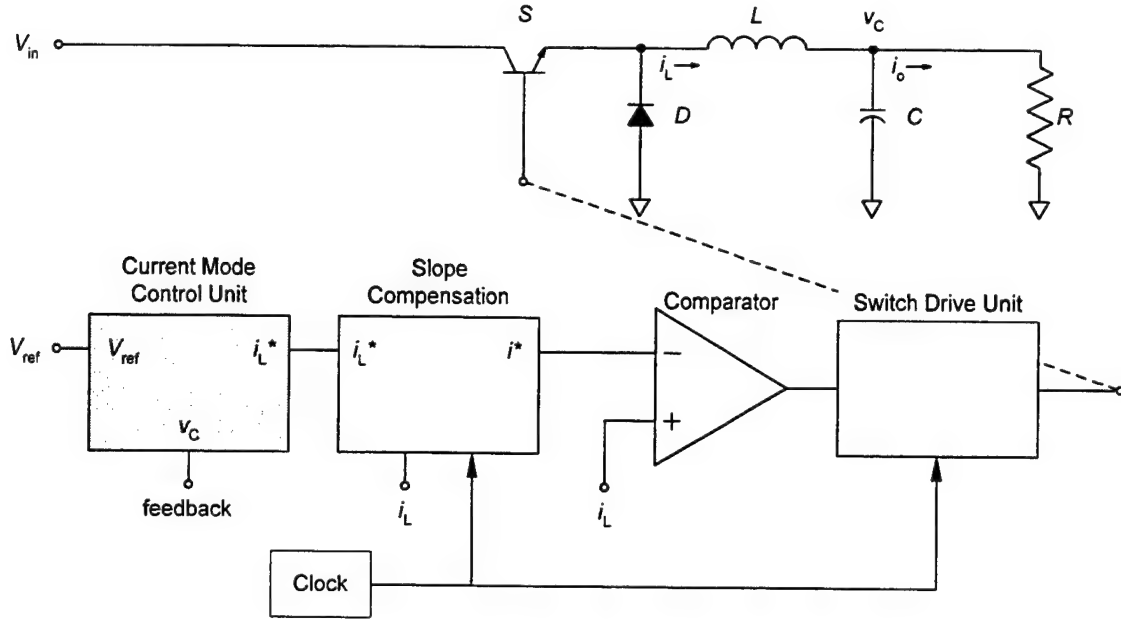 S
L
v_C
V_in
i_L
i_o
D
C
R
Current Mode
Control Unit
Slope
Compensation
Comparator
Switch Drive Unit
V_ref
V_ref
i_L*
i_L*
i*
−
v_C
+
feedback
i_L
i_L
Clock